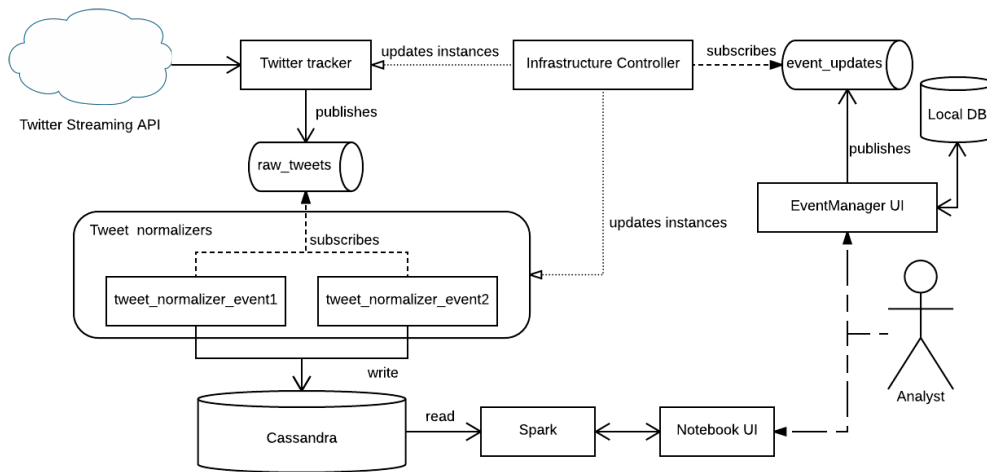 updates instances
subscribes
Twitter tracker
Infrastructure Controller
event_updates
Twitter Streaming API
publishes
Local DB
raw_tweets
publishes
EventManager UI
Tweet normalizers
subscribes
updates instances
tweet_normalizer_event1
tweet_normalizer_event2
write
Analyst
read
Cassandra
Spark
Notebook UI